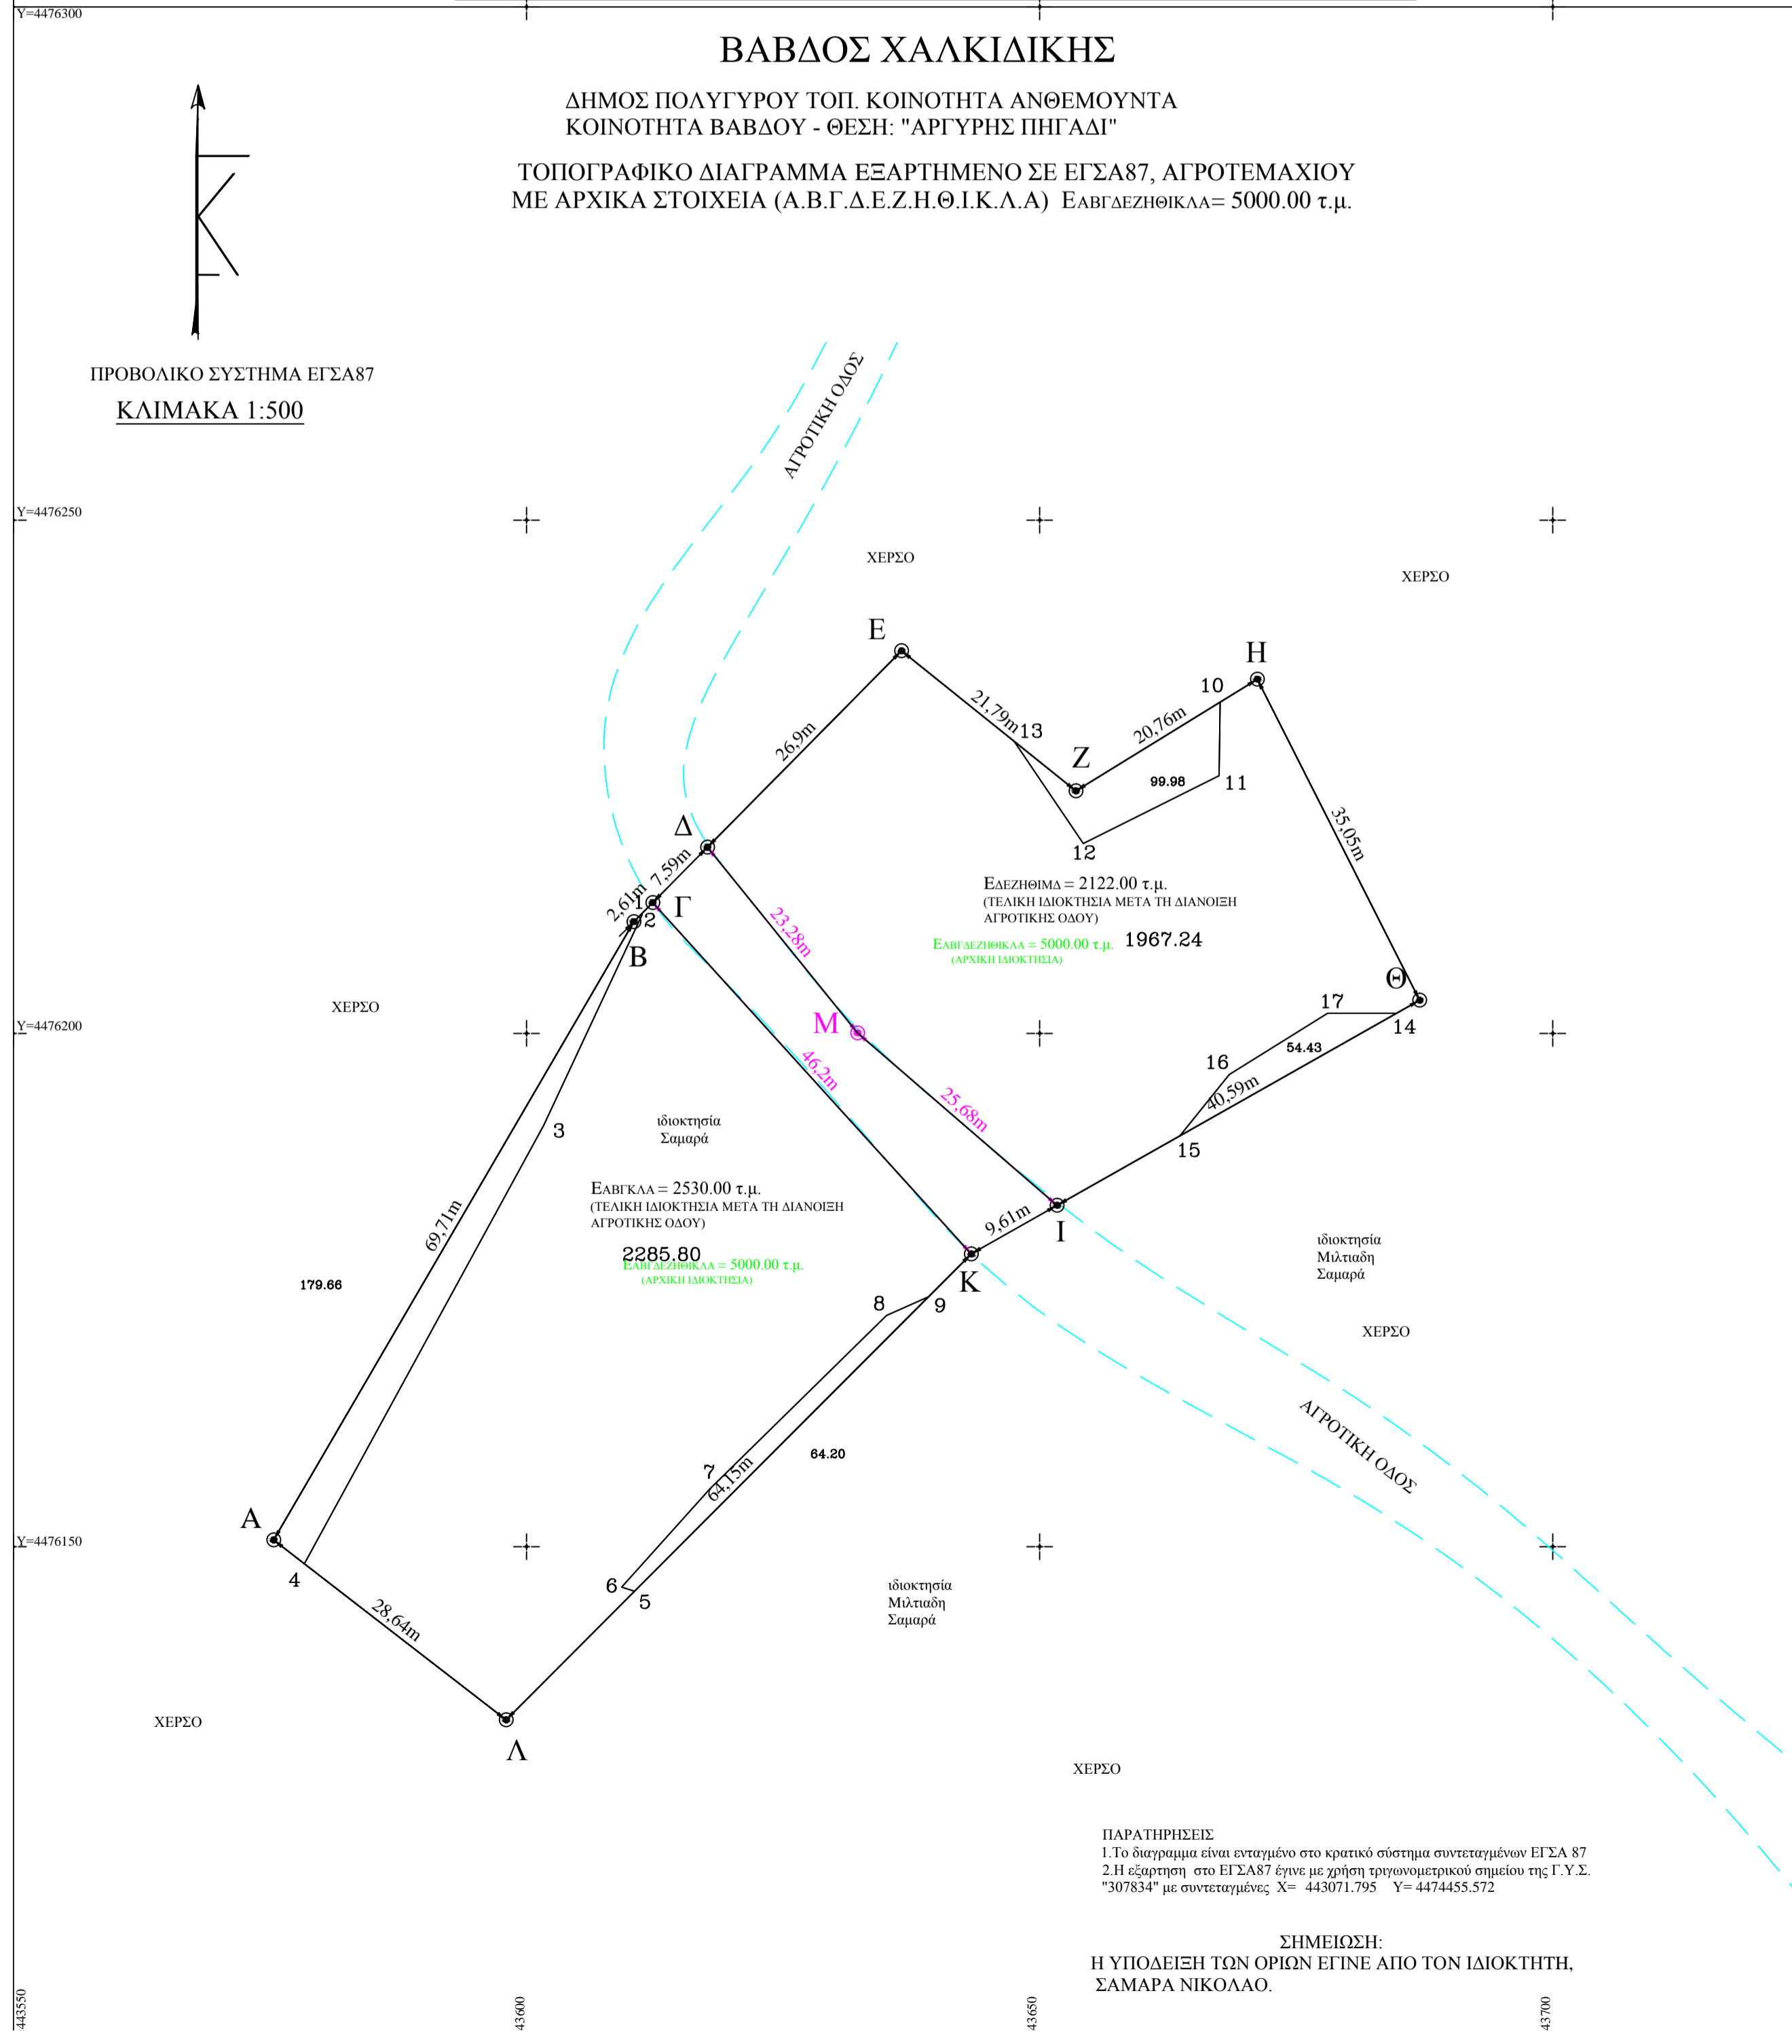 Y=4476300
ΒΑΒΔΟΣ ΧΑΛΚΙΔΙΚΗΣ
ΔΗΜΟΣ ΠΟΛΥΓΥΡΟΥ ΤΟΠ. ΚΟΙΝΟΤΗΤΑ ΑΝΘΕΜΟΥΝΤΑ
ΚΟΙΝΟΤΗΤΑ ΒΑΒΔΟΥ - ΘΕΣΗ: "ΑΡΓΥΡΗΣ ΠΗΓΑΔΙ"
ΤΟΠΟΓΡΑΦΙΚΟ ΔΙΑΓΡΑΜΜΑ ΕΞΑΡΤΗΜΕΝΟ ΣΕ ΕΓΣΑ87, ΑΓΡΟΤΕΜΑΧΙΟΥ
ΜΕ ΑΡΧΙΚΑ ΣΤΟΙΧΕΙΑ (Α.Β.Γ.Δ.Ε.Ζ.Η.Θ.Ι.Κ.Λ.Α) ΕΑΒΓΔΕΖΗΘΙΚΛΑ= 5000.00 τ.μ.
ΠΡΟΒΟΛΙΚΟ ΣΥΣΤΗΜΑ ΕΓΣΑ87
ΚΛΙΜΑΚΑ 1:500
ΑΓΡΟΤΙΚΗ ΟΔΟΣ
Y=4476250
ΧΕΡΣΟ
ΧΕΡΣΟ
Ε
Η
10
21,79m
13
20,76m
26,9m
Ζ
99.98
11
Δ
12
35,05m
7,59m
ΕΔΕΖΗΘΙΜΔ = 2122.00 τ.μ.
(ΤΕΛΙΚΗ ΙΔΙΟΚΤΗΣΙΑ ΜΕΤΑ ΤΗ ΔΙΑΝΟΙΞΗ
ΑΓΡΟΤΙΚΗΣ ΟΔΟΥ)
2,61m
1
Γ
2
Β
23,28m
ΕΑΒΓΔΕΖΗΘΙΚΛΑ = 5000.00 τ.μ.
1967.24
(ΑΡΧΙΚΗ ΙΔΙΟΚΤΗΣΙΑ)
Θ
ΧΕΡΣΟ
17
Y=4476200
Μ
14
54.43
46,2m
16
40,59m
25,68m
ιδιοκτησία
Σαμαρά
3
15
ΕΑΒΓΚΛΑ = 2530.00 τ.μ.
(ΤΕΛΙΚΗ ΙΔΙΟΚΤΗΣΙΑ ΜΕΤΑ ΤΗ ΔΙΑΝΟΙΞΗ
ΑΓΡΟΤΙΚΗΣ ΟΔΟΥ)
69,71m
9,61m
Ι
2285.80
ΕΑΒΓΔΕΖΗΘΙΚΛΑ = 5000.00 τ.μ.
(ΑΡΧΙΚΗ ΙΔΙΟΚΤΗΣΙΑ)
ιδιοκτησία
Μιλτιαδη
Σαμαρά
Κ
179.66
8
9
ΧΕΡΣΟ
64.20
7
64,15m
ΑΓΡΟΤΙΚΗ ΟΔΟΣ
Α
Y=4476150
4
6
5
ιδιοκτησία
Μιλτιαδη
Σαμαρά
28,64m
ΧΕΡΣΟ
Λ
ΧΕΡΣΟ
ΠΑΡΑΤΗΡΗΣΕΙΣ
1.Το διαγραμμα είναι ενταγμένο στο κρατικό σύστημα συντεταγμένων ΕΓΣΑ 87
2.Η εξαρτηση στο ΕΓΣΑ87 έγινε με χρήση τριγωνομετρικού σημείου της Γ.Υ.Σ.
"307834" με συντεταγμένες Χ= 443071.795 Υ= 4474455.572
ΣΗΜΕΙΩΣΗ:
Η ΥΠΟΔΕΙΞΗ ΤΩΝ ΟΡΙΩΝ ΕΓΙΝΕ ΑΠΟ ΤΟΝ ΙΔΙΟΚΤΗΤΗ,
ΣΑΜΑΡΑ ΝΙΚΟΛΑΟ.
443550
43600
43650
43700